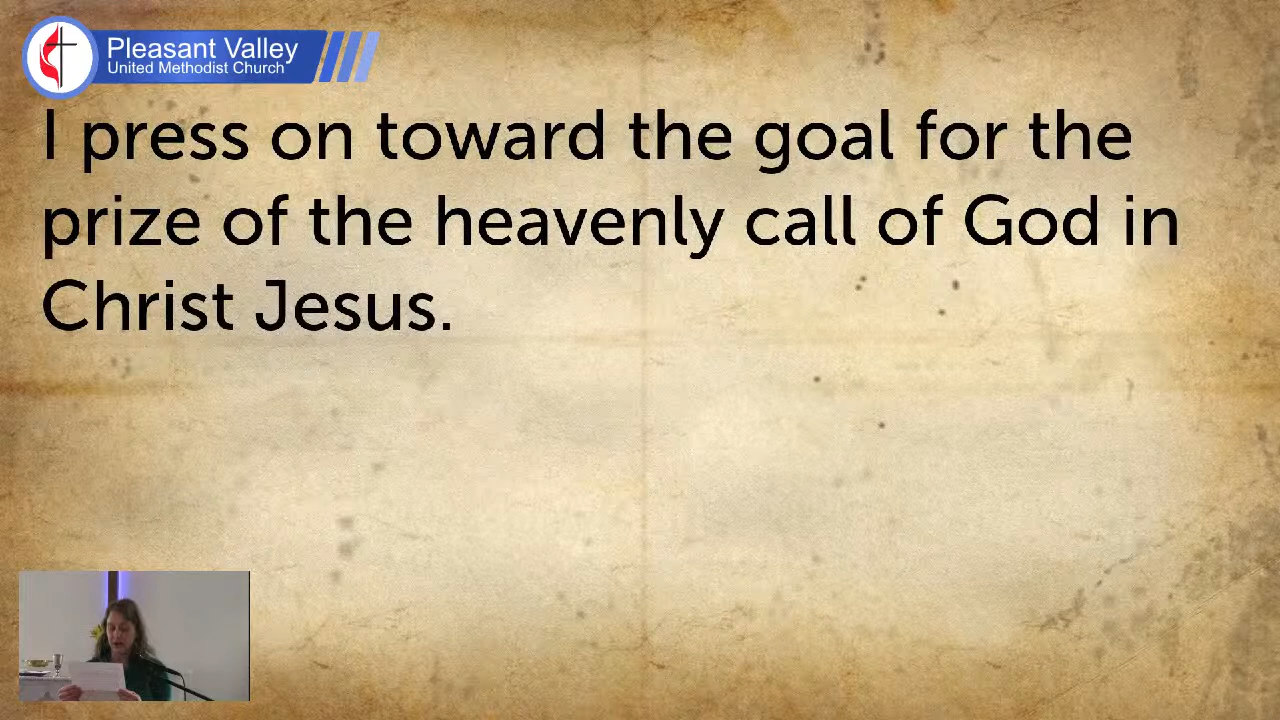 Pleasant Valley
United Methodist Church
I press on toward the goal for the
prize of the heavenly call of God in
Christ Jesus.